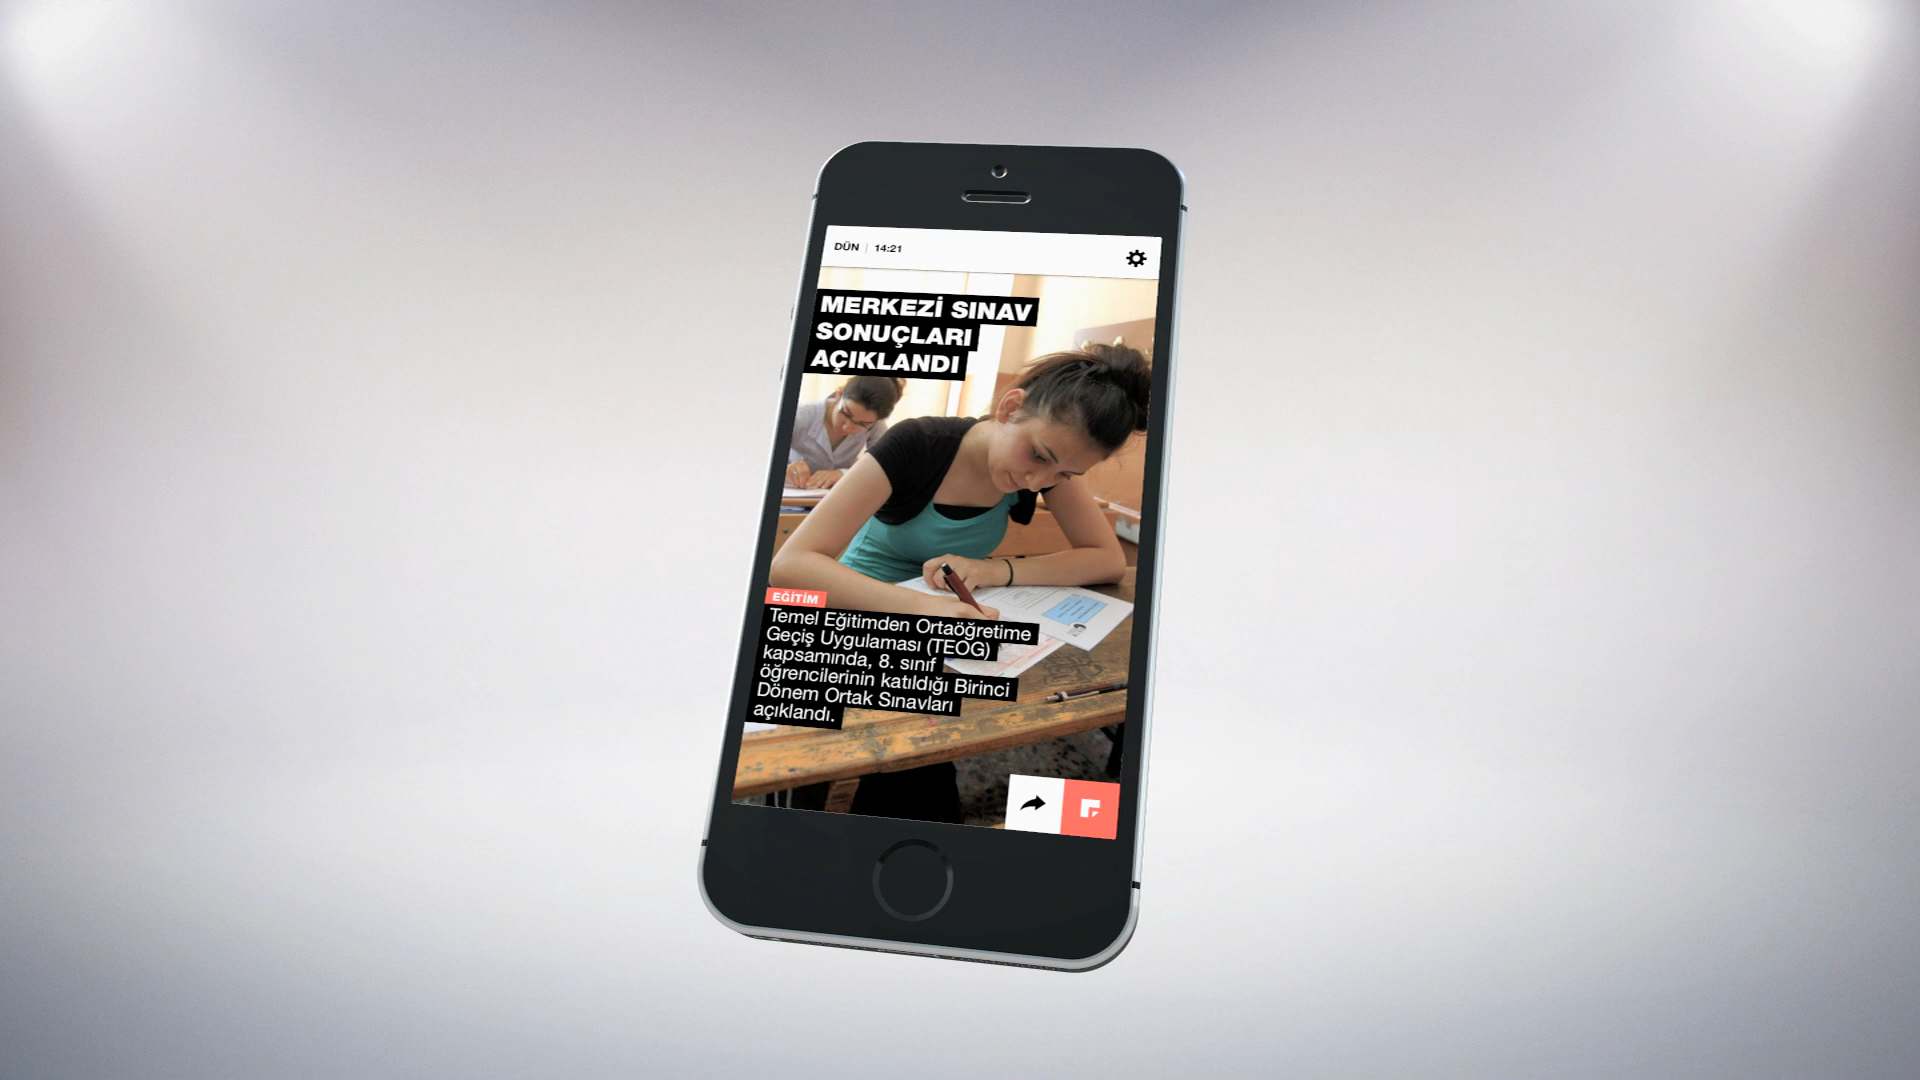 DÜN | 14:21
MERKEZİ SINAV
SONUÇLARI
AÇIKLANDI
EĞİTİM
Temel Eğitimden Ortaöğretime
Geçiş Uygulaması (TEOG)
kapsamında, 8. sınıf
öğrencilerinin katıldığı Birinci
Dönem Ortak Sınavları
açıklandı.